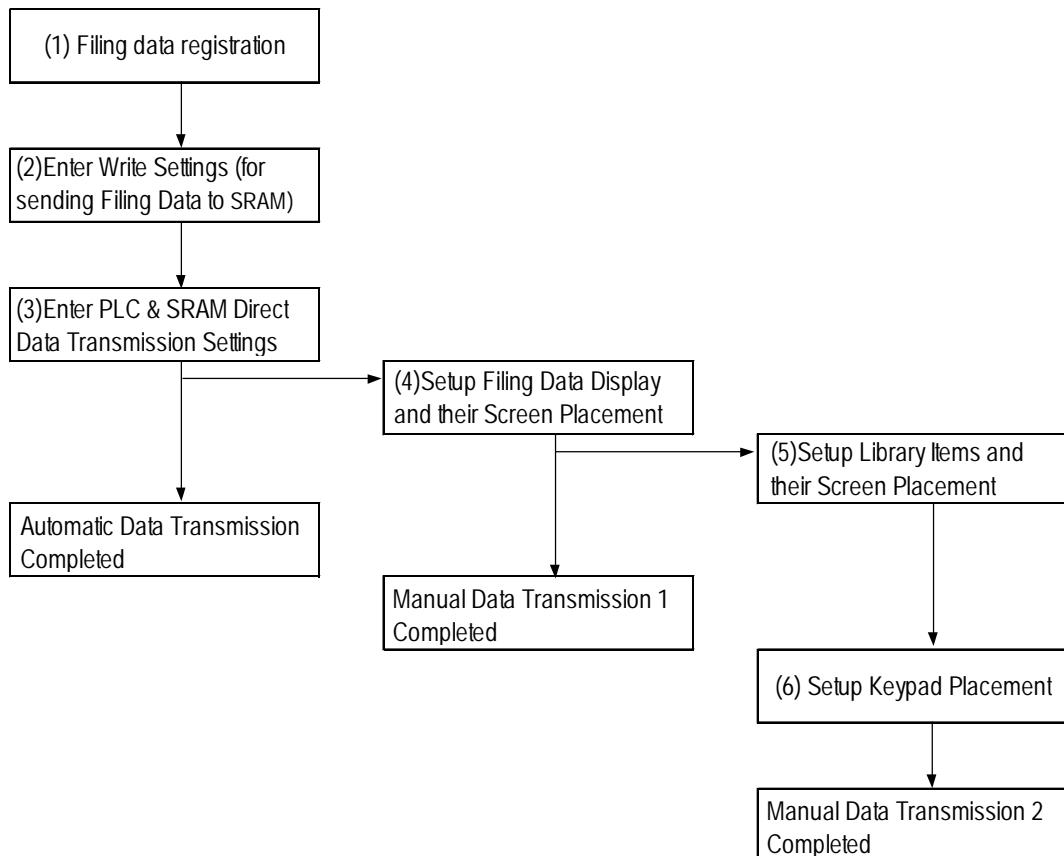 (1) Filing data registration
(2)Enter Write Settings (for
sending Filing Data to SRAM)
(3)Enter PLC & SRAM Direct
Data Transmission Settings
(4)Setup Filing Data Display
and their Screen Placement
(5)Setup Library Items and
their Screen Placement
Automatic Data Transmission
Completed
Manual Data Transmission 1
Completed
(6) Setup Keypad Placement
Manual Data Transmission 2
Completed